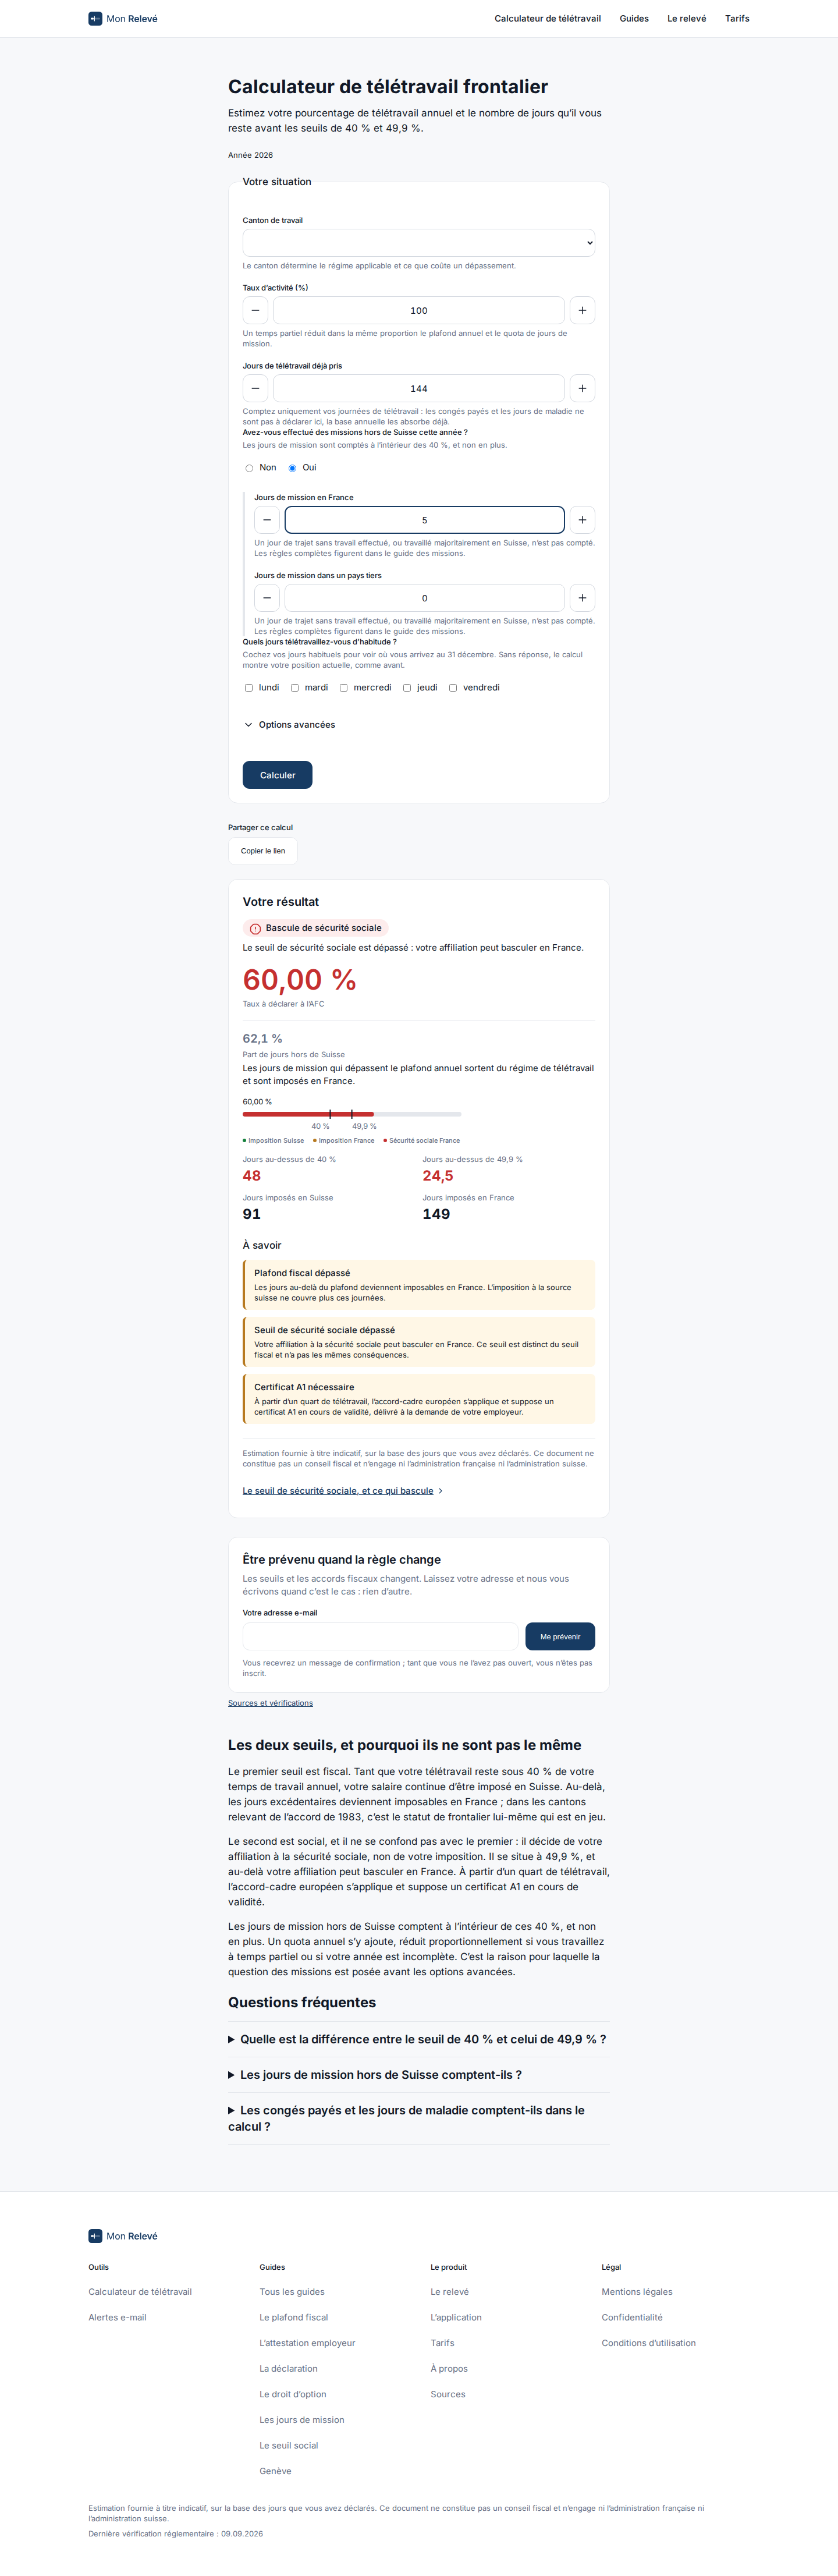 Mon Relevé
Calculateur de télétravail Guides Le relevé Tarifs
Calculateur de télétravail frontalier
Estimez votre pourcentage de télétravail annuel et le nombre de jours qu’il vous
reste avant les seuils de 40 % et 49,9 %.
Année 2026
Votre situation
Canton de travail
Le canton détermine le régime applicable et ce que coûte un dépassement.
Taux d’activité (%)
− 100 +
Un temps partiel réduit dans la même proportion le plafond annuel et le quota de jours de
mission.
Jours de télétravail déjà pris
− 144 +
Comptez uniquement vos journées de télétravail : les congés payés et les jours de maladie ne
sont pas à déclarer ici, la base annuelle les absorbe déjà.
Avez-vous effectué des missions hors de Suisse cette année ?
Les jours de mission sont comptés à l’intérieur des 40 %, et non en plus.
Non Oui
Jours de mission en France
− 5 +
Un jour de trajet sans travail effectué, ou travaillé majoritairement en Suisse, n’est pas compté.
Les règles complètes figurent dans le guide des missions.
Jours de mission dans un pays tiers
− 0 +
Un jour de trajet sans travail effectué, ou travaillé majoritairement en Suisse, n’est pas compté.
Les règles complètes figurent dans le guide des missions.
Quels jours télétravaillez-vous d’habitude ?
Cochez vos jours habituels pour voir où vous arrivez au 31 décembre. Sans réponse, le calcul
montre votre position actuelle, comme avant.
lundi mardi mercredi jeudi vendredi
Options avancées
Calculer
Partager ce calcul
Copier le lien
Votre résultat
Bascule de sécurité sociale
Le seuil de sécurité sociale est dépassé : votre affiliation peut basculer en France.
60,00 %
Taux à déclarer à l’AFC
62,1 %
Part de jours hors de Suisse
Les jours de mission qui dépassent le plafond annuel sortent du régime de télétravail
et sont imposés en France.
60,00 %
40 % 49,9 %
Imposition Suisse Imposition France Sécurité sociale France
Jours au-dessus de 40 % Jours au-dessus de 49,9 %
48 24,5
Jours imposés en Suisse Jours imposés en France
91 149
À savoir
Plafond fiscal dépassé
Les jours au-delà du plafond deviennent imposables en France. L’imposition à la source
suisse ne couvre plus ces journées.
Seuil de sécurité sociale dépassé
Votre affiliation à la sécurité sociale peut basculer en France. Ce seuil est distinct du seuil
fiscal et n’a pas les mêmes conséquences.
Certificat A1 nécessaire
À partir d’un quart de télétravail, l’accord-cadre européen s’applique et suppose un
certificat A1 en cours de validité, délivré à la demande de votre employeur.
Estimation fournie à titre indicatif, sur la base des jours que vous avez déclarés. Ce document ne
constitue pas un conseil fiscal et n’engage ni l’administration française ni l’administration suisse.
Le seuil de sécurité sociale, et ce qui bascule
Être prévenu quand la règle change
Les seuils et les accords fiscaux changent. Laissez votre adresse et nous vous
écrivons quand c’est le cas : rien d’autre.
Votre adresse e-mail
Me prévenir
Vous recevrez un message de confirmation ; tant que vous ne l’avez pas ouvert, vous n’êtes pas
inscrit.
Sources et vérifications
Les deux seuils, et pourquoi ils ne sont pas le même
Le premier seuil est fiscal. Tant que votre télétravail reste sous 40 % de votre
temps de travail annuel, votre salaire continue d’être imposé en Suisse. Au-delà,
les jours excédentaires deviennent imposables en France ; dans les cantons
relevant de l’accord de 1983, c’est le statut de frontalier lui-même qui est en jeu.
Le second est social, et il ne se confond pas avec le premier : il décide de votre
affiliation à la sécurité sociale, non de votre imposition. Il se situe à 49,9 %, et
au-delà votre affiliation peut basculer en France. À partir d’un quart de télétravail,
l’accord-cadre européen s’applique et suppose un certificat A1 en cours de
validité.
Les jours de mission hors de Suisse comptent à l’intérieur de ces 40 %, et non
en plus. Un quota annuel s’y ajoute, réduit proportionnellement si vous travaillez
à temps partiel ou si votre année est incomplète. C’est la raison pour laquelle la
question des missions est posée avant les options avancées.
Questions fréquentes
Quelle est la différence entre le seuil de 40 % et celui de 49,9 % ?
Les jours de mission hors de Suisse comptent-ils ?
Les congés payés et les jours de maladie comptent-ils dans le
calcul ?
Mon Relevé
Outils Guides Le produit Légal
Calculateur de télétravail Tous les guides Le relevé Mentions légales
Alertes e-mail Le plafond fiscal L’application Confidentialité
L’attestation employeur Tarifs Conditions d’utilisation
La déclaration À propos
Le droit d’option Sources
Les jours de mission
Le seuil social
Genève
Estimation fournie à titre indicatif, sur la base des jours que vous avez déclarés. Ce document ne constitue pas un conseil fiscal et n’engage ni l’administration française ni
l’administration suisse.
Dernière vérification réglementaire : 09.09.2026